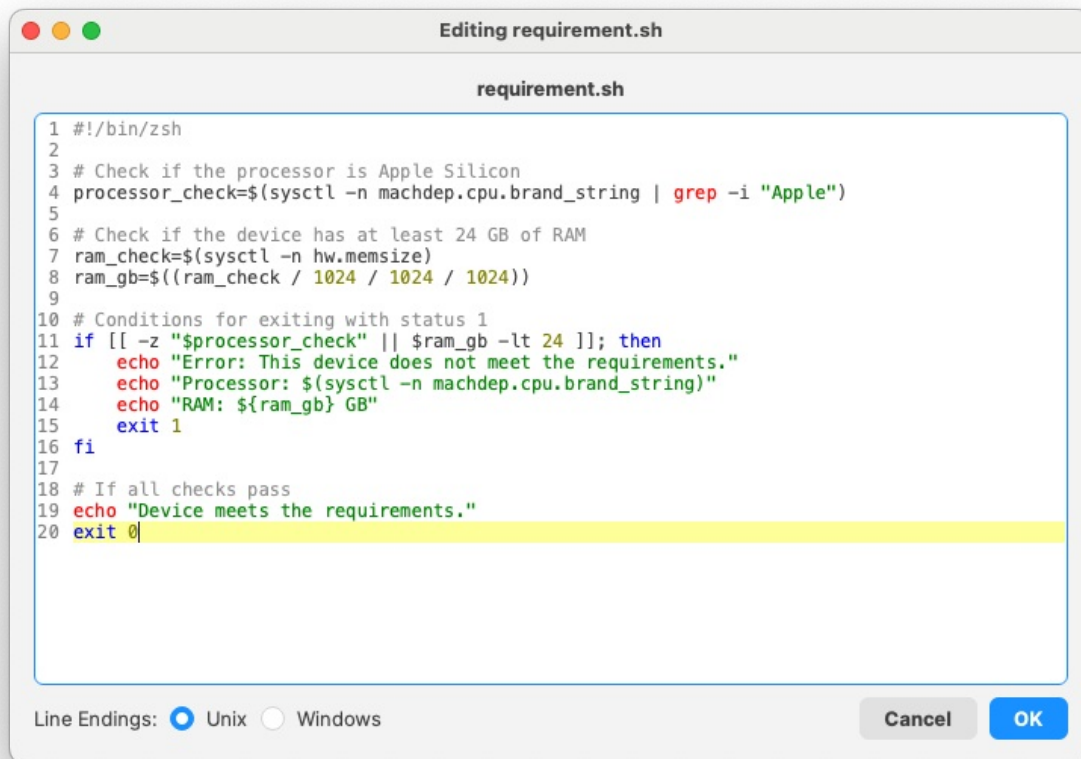 Editing requirement.sh
requirement.sh
1 #!/bin/zsh
2
3 # Check if the processor is Apple Silicon
4 processor_check=$(sysctl -n machdep.cpu.brand_string | grep -i "Apple")
5
6 # Check if the device has at least 24 GB of RAM
7 ram_check=$(sysctl -n hw.memsize)
8 ram_gb=$((ram_check / 1024 / 1024 / 1024))
9
10 # Conditions for exiting with status 1
11 if [[ -z "$processor_check" || $ram_gb -lt 24 ]]; then
12     echo "Error: This device does not meet the requirements."
13     echo "Processor: $(sysctl -n machdep.cpu.brand_string)"
14     echo "RAM: ${ram_gb} GB"
15     exit 1
16 fi
17
18 # If all checks pass
19 echo "Device meets the requirements."
20 exit 0
Line Endings: Unix Windows Cancel OK